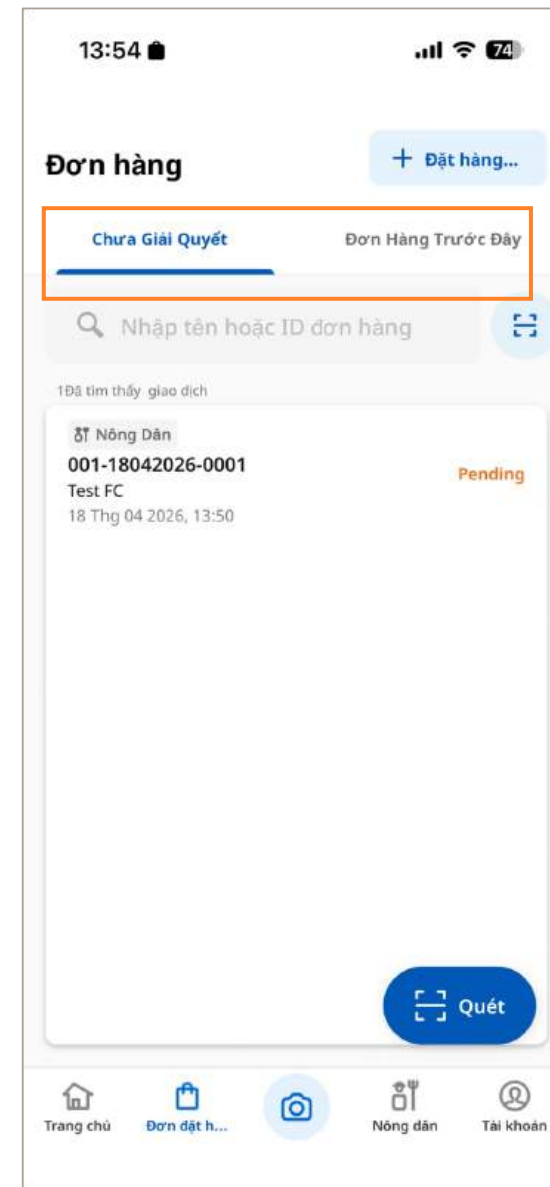 13:54
74
Đơn hàng
+ Đặt hàng...
Chưa Giải Quyết
Đơn Hàng Trước Đây
Nhập tên hoặc ID đơn hàng
1Đã tìm thấy giao dịch
Nông Dân
001-18042026-0001
Pending
Test FC
18 Thg 04 2026, 13:50
Quét
Trang chủ
Đơn đặt h...
Nông dân
Tài khoản